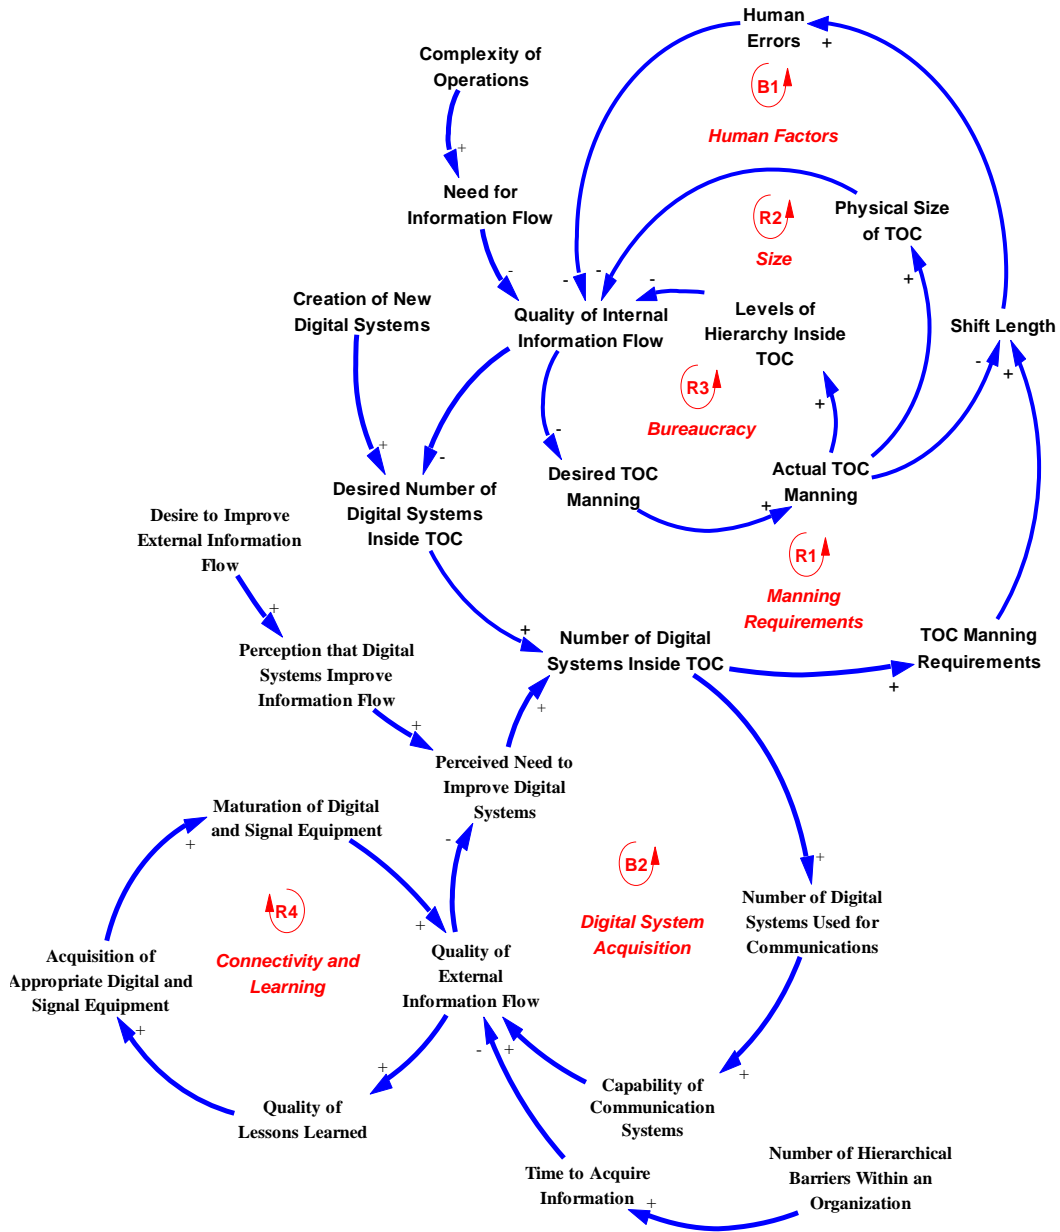 Human
Errors
+
B1
Human Factors
Complexity of
Operations
+
Need for
Information Flow
-
R2
Size
Physical Size
of TOC
+
-
-
-
Creation of New
Digital Systems
Quality of Internal
Information Flow
Levels of
Hierarchy Inside
TOC
Shift Length
-
+
R3
Bureaucracy
+
+
-
-
Desired Number of
Digital Systems
Inside TOC
Desired TOC
Manning
+
Actual TOC
Manning
Desire to Improve
External Information
Flow
+
R1
Manning
Requirements
+
Perception that Digital
Systems Improve
Information Flow
Number of Digital
Systems Inside TOC
TOC Manning
Requirements
+
+
+
Perceived Need to
Improve Digital
Systems
Maturation of Digital
and Signal Equipment
+
-
+
B2
Digital System
Acquisition
Number of Digital
Systems Used for
Communications
R4
Connectivity and
Learning
+
Acquisition of
Appropriate Digital and
Signal Equipment
Quality of
External
Information Flow
+
-
+
+
+
Quality of
Lessons Learned
Capability of
Communication
Systems
Time to Acquire
Information
+
Number of Hierarchical
Barriers Within an
Organization